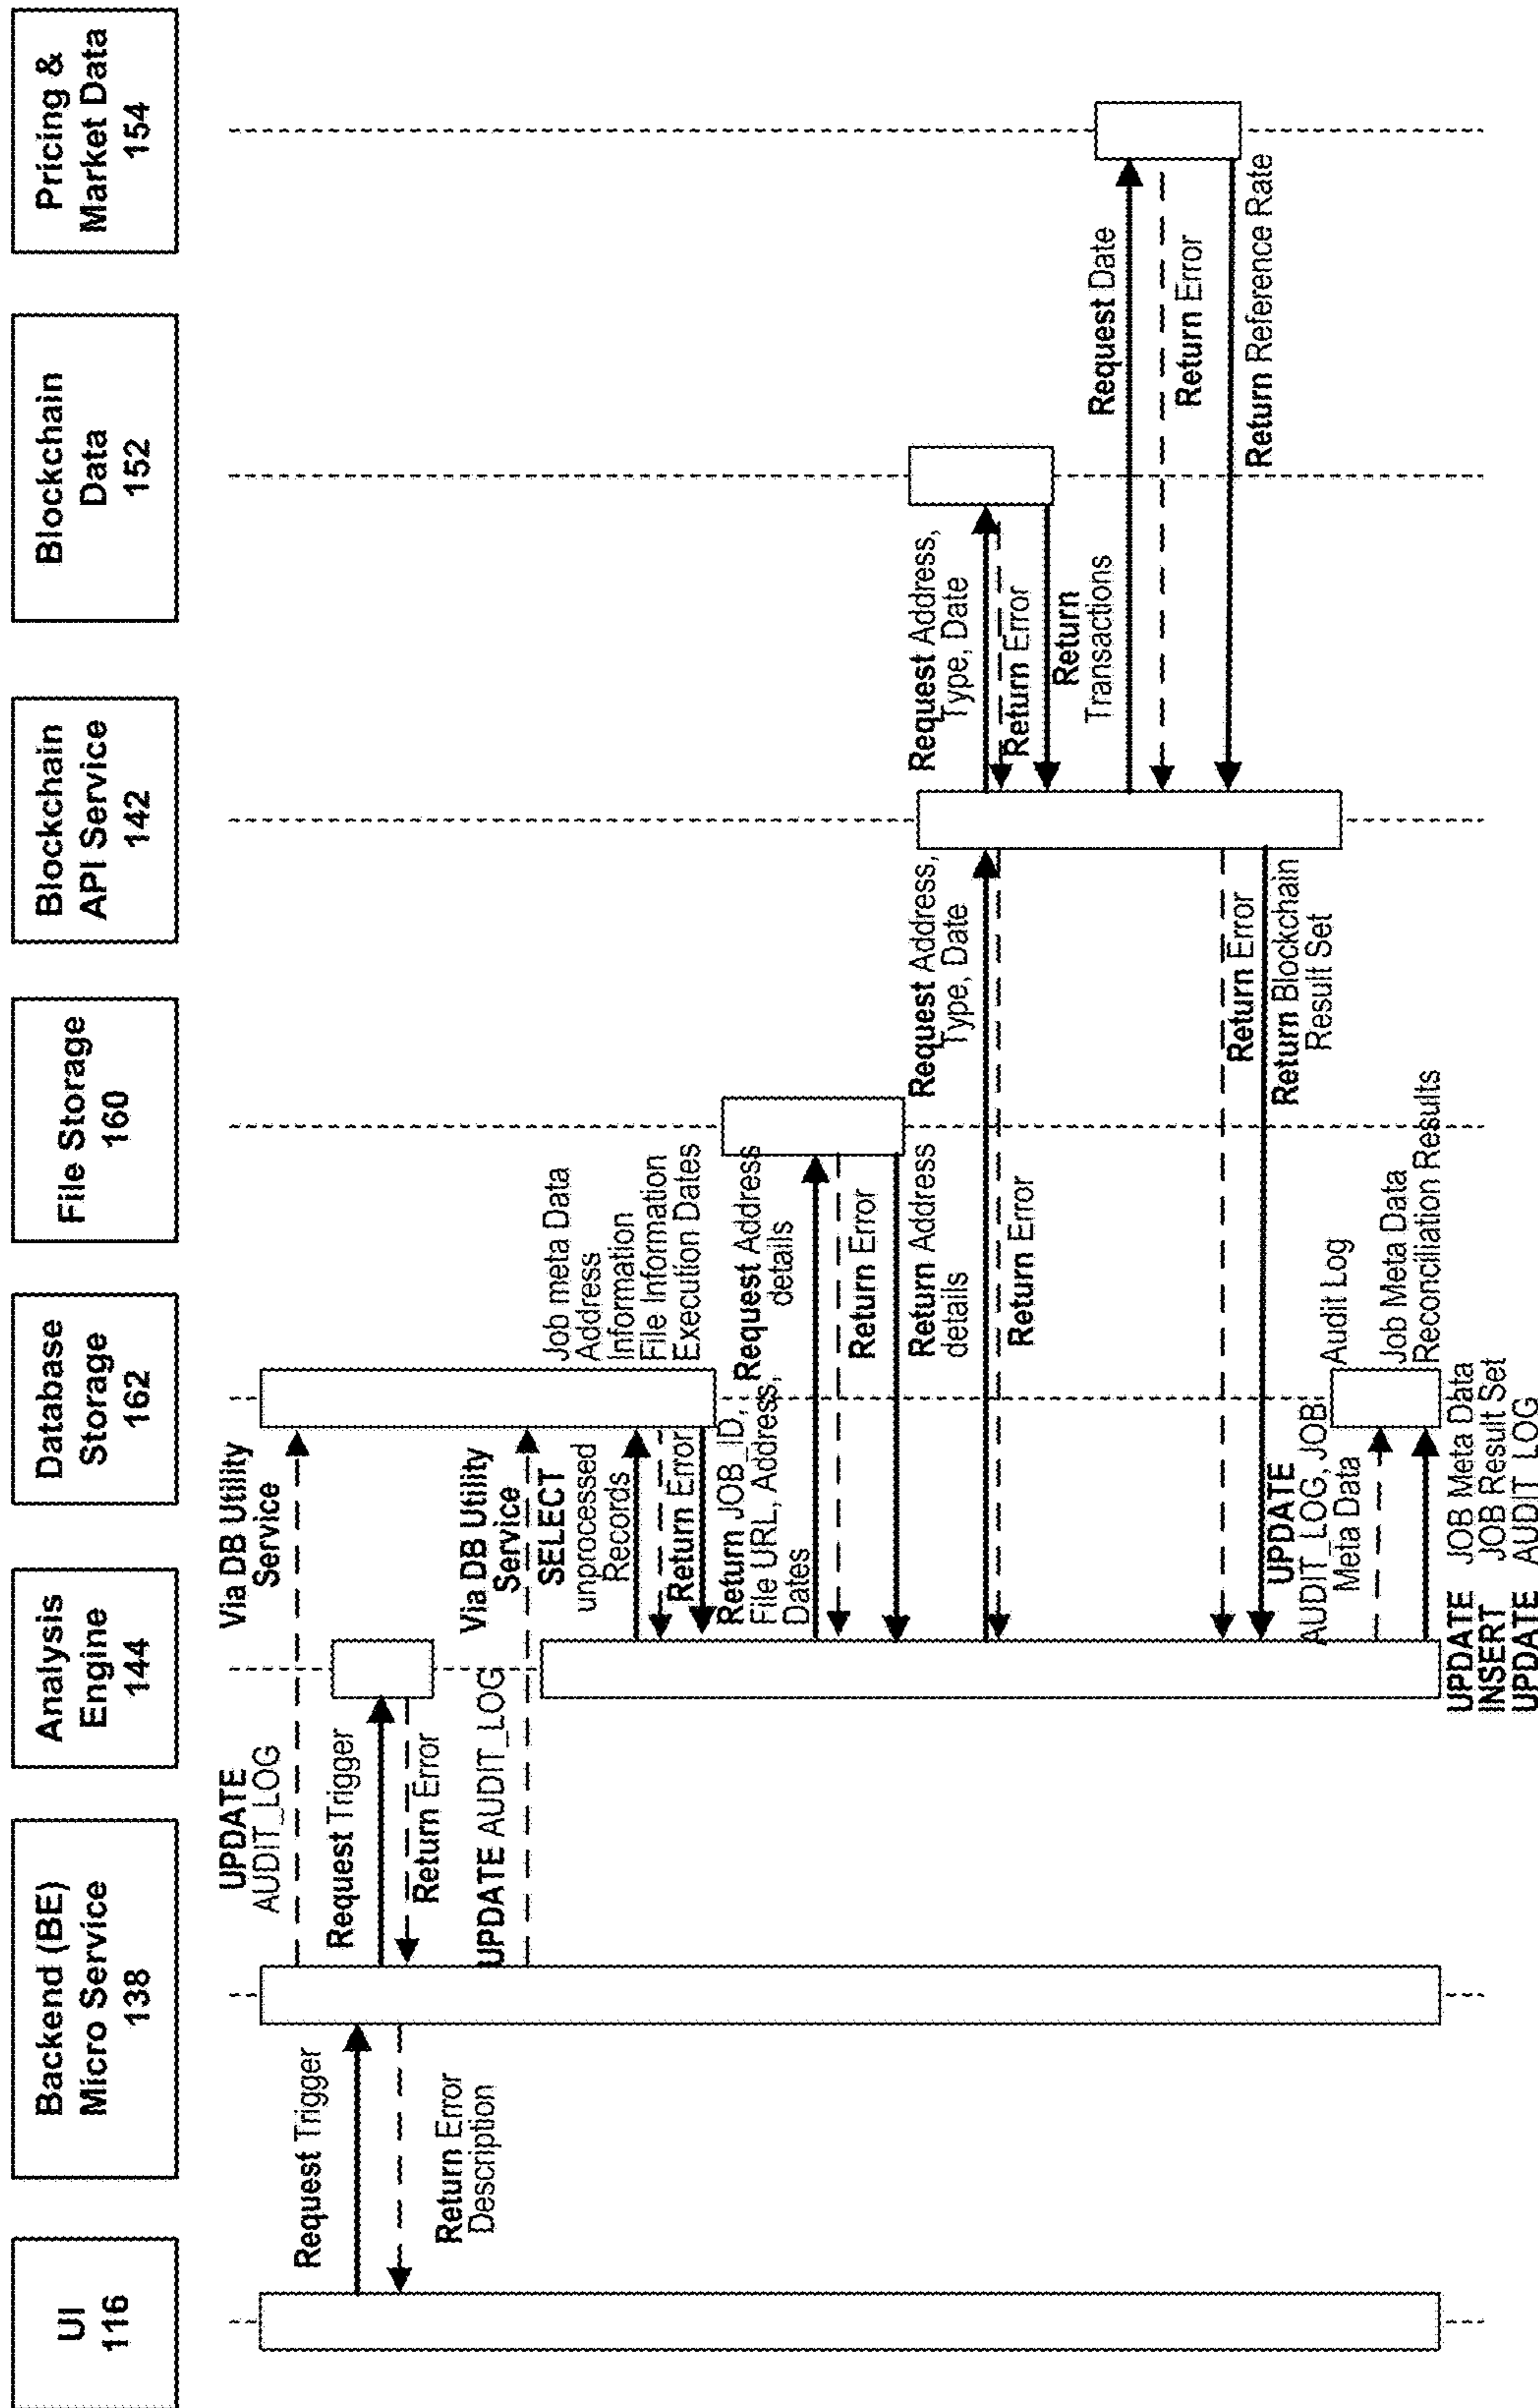 UI
116
Backend (BE)
Micro Service
138
Analysis
Engine
144
Database
Storage
162
File Storage
160
Blockchain
API Service
142
Blockchain
Data
152
Pricing &
Market Data
154
UPDATE
AUDIT_LOG
Via DB Utility
Service
Request Trigger
Request Trigger
Return Error
Return Error
Description
UPDATE AUDIT_LOG
Via DB Utility
Service
SELECT
unprocessed
Records
Job meta Data
Address
Information
File Information
Execution Dates
Return Error
Return JOB_ID,
File URL, Address,
Dates
Request Address
details
Return Error
Return Address
details
Request Address,
Type, Date
Return Error
Request Address,
Type, Date
Return Error
Return
Transactions
Request Date
Return Error
Return Reference Rate
Return Error
Return Blockchain
Result Set
UPDATE
AUDIT_LOG, JOB
Meta Data
Audit Log
Job Meta Data
Reconciliation Results
UPDATE JOB Meta Data
INSERT JOB Result Set
UPDATE AUDIT_LOG